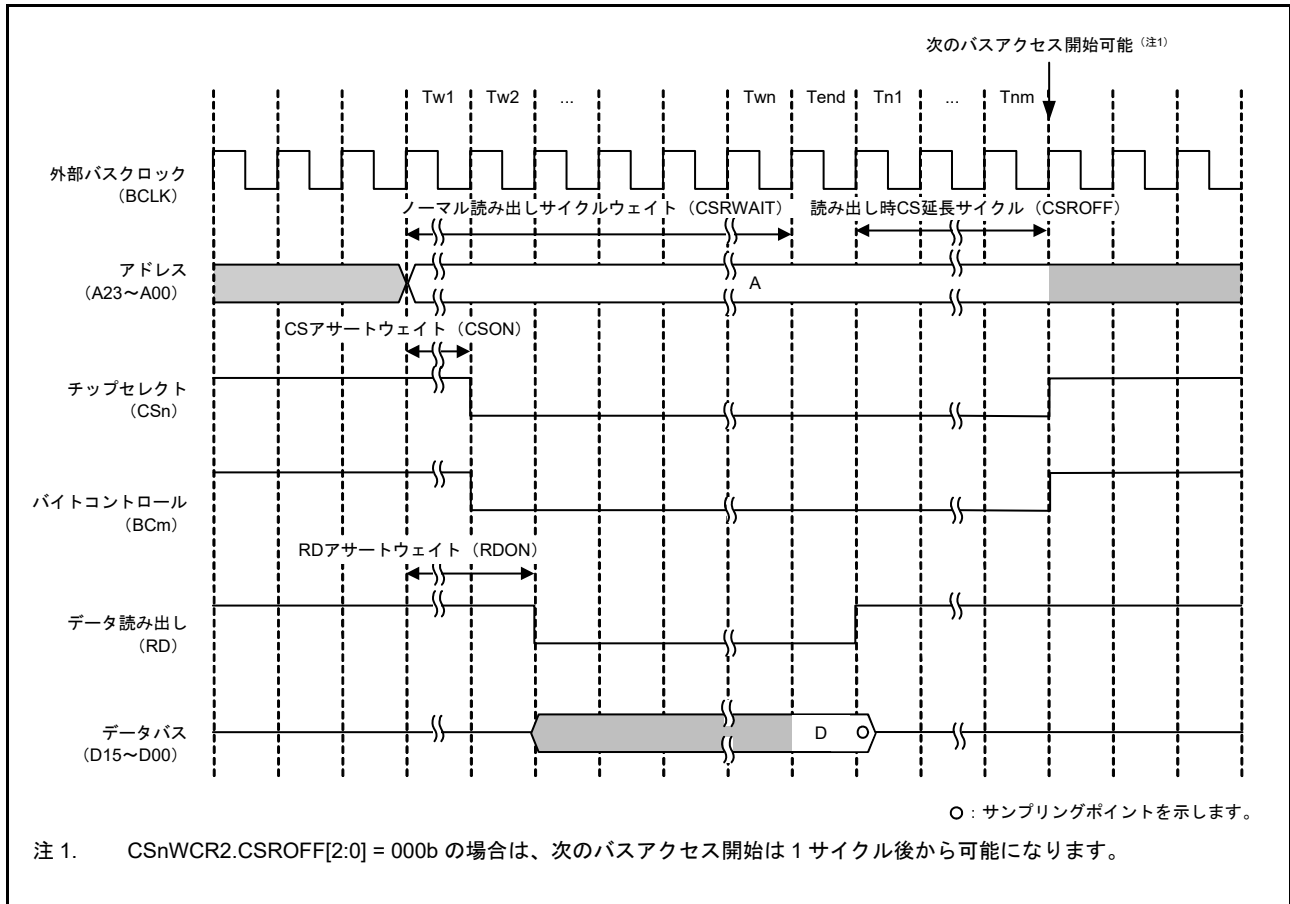 次のバスアクセス開始可能（注1）
Tw1 Tw2 ... Twn Tend Tn1 ... Tnm
外部バスクロック
（BCLK）
ノーマル読み出しサイクルウェイト（CSRWAIT）
読み出し時CS延長サイクル（CSROFF）
アドレス
（A23～A00）
A
CSアサートウェイト（CSON）
チップセレクト
（CSn）
バイトコントロール
（BCm）
RDアサートウェイト（RDON）
データ読み出し
（RD）
データバス
（D15～D00）
D
O：サンプリングポイントを示します。
注 1. CSnWCR2.CSROFF[2:0] = 000b の場合は、次のバスアクセス開始は 1 サイクル後から可能になります。